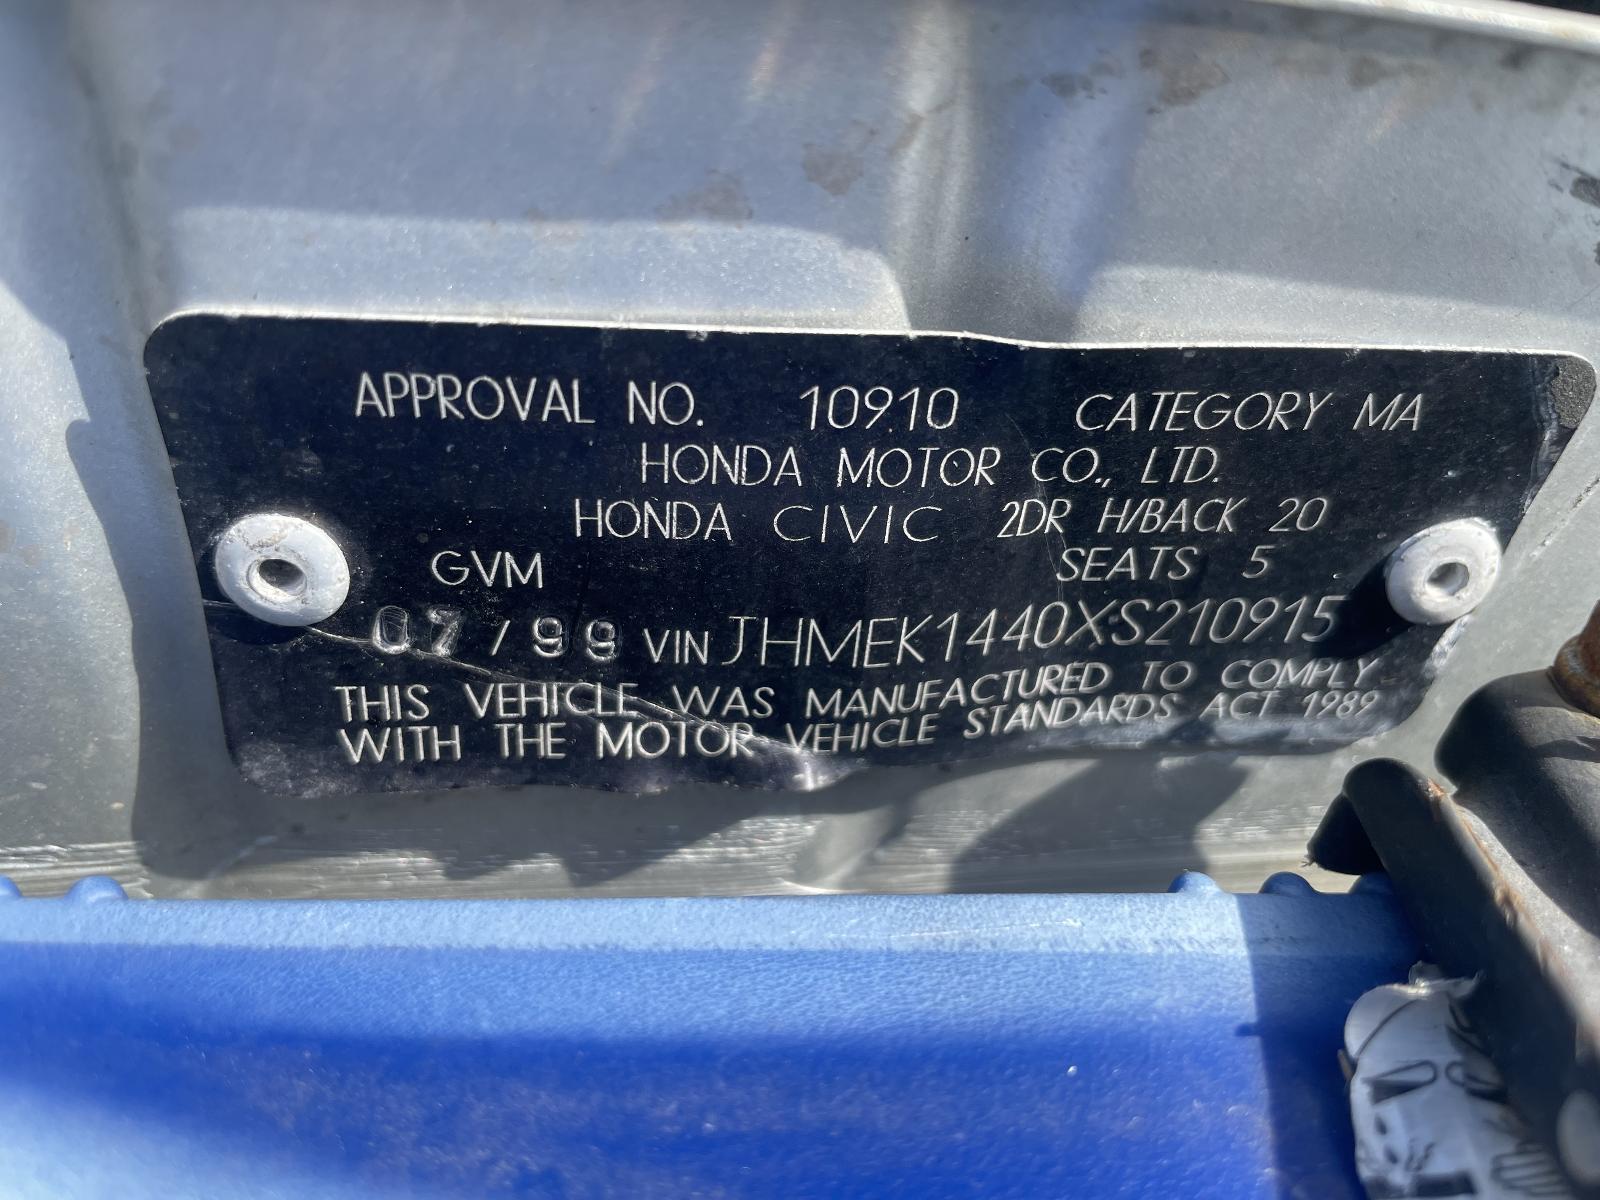 APPROVAL NO. 10910 CATEGORY MA
HONDA MOTOR CO., LTD.
HONDA CIVIC 2DR H/BACK 20
GVM SEATS 5
07/99 VIN JHMEK1440XS210915
THIS VEHICLE WAS MANUFACTURED TO COMPLY
WITH THE MOTOR VEHICLE STANDARDS ACT 1989